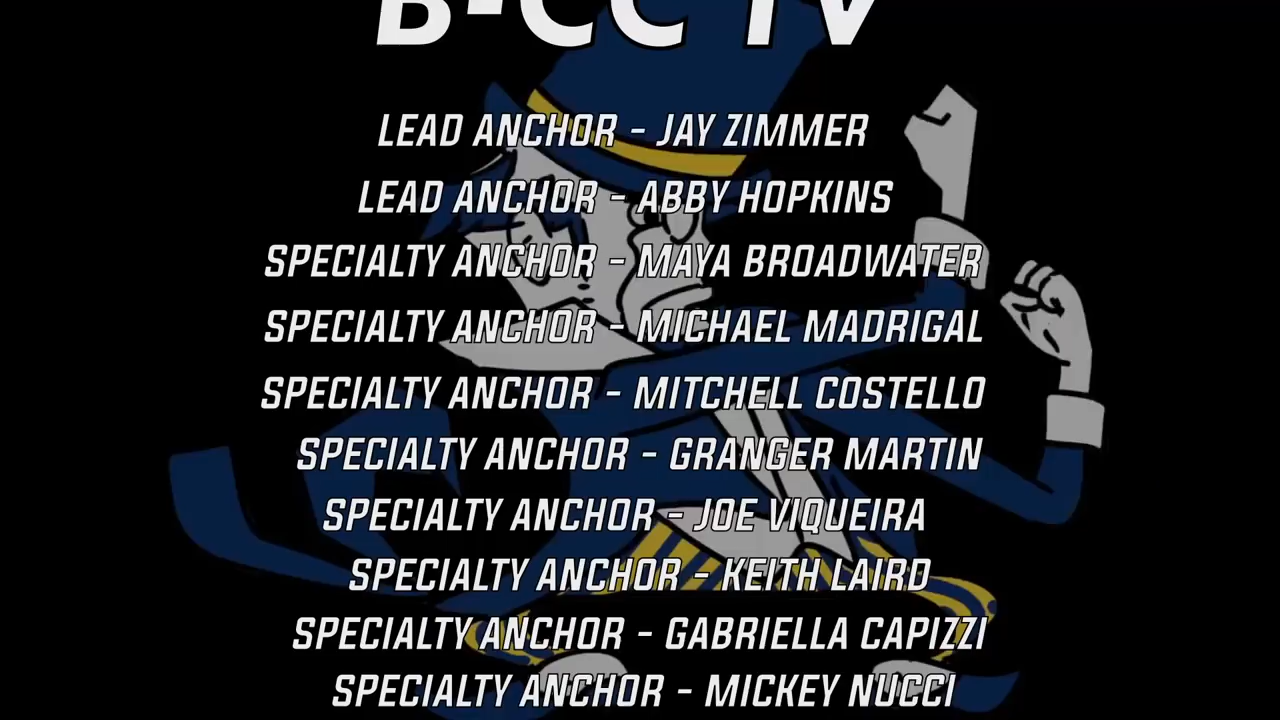 B-CC TV
LEAD ANCHOR - JAY ZIMMER
LEAD ANCHOR - ABBY HOPKINS
SPECIALTY ANCHOR - MAYA BROADWATER
SPECIALTY ANCHOR - MICHAEL MADRIGAL
SPECIALTY ANCHOR - MITCHELL COSTELLO
SPECIALTY ANCHOR - GRANGER MARTIN
SPECIALTY ANCHOR - JOE VIQUEIRA
SPECIALTY ANCHOR - KEITH LAIRD
SPECIALTY ANCHOR - GABRIELLA CAPIZZI
SPECIALTY ANCHOR - MICKEY NUCCI